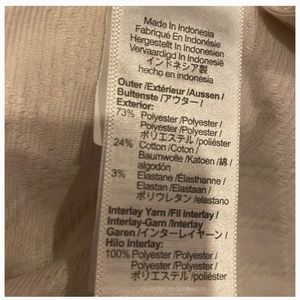 Made In Indonesia
Fabriqué En Indonésie
Hergestellt In Indonesien
Vervaardigd In Indonesië
インドネシア製
hecho en indonesia
Outer /Extérieur /Aussen /
Buitenste /アウター /
Exterior:
73% Polyester /Polyester /
Polyester /Polyester /
ポリエステル /poliéster
24% Cotton /Coton /
Baumwolle /Katoen /綿 /
algodón
3% Elastane /Élasthanne /
Elastan /Elastaan /
ポリウレタン /elastano
Interlay Yarn /Fil Interlay /
Interlay-Garn /Interlay
Garen /インターレイヤーン /
Hilo Interlay:
100% Polyester /Polyester /
Polyester /Polyester /
ポリエステル /poliéster